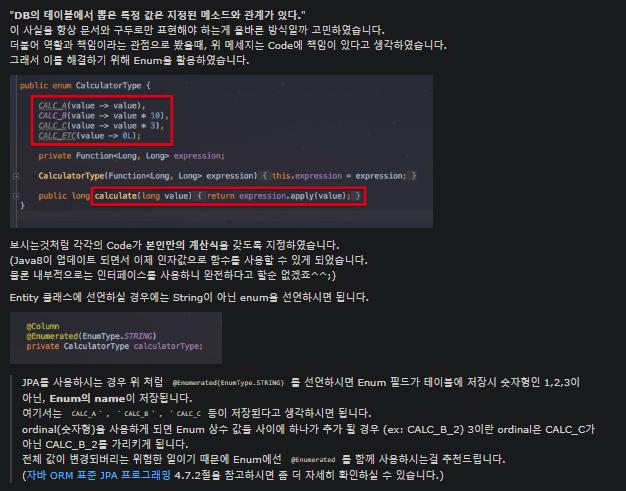 "DB의 테이블에서 뽑은 특정 값은 지정된 메소드와 관계가 있다."
이 사실을 항상 문서와 구두로만 표현해야 하는게 올바른 방식일까 고민하였습니다.
더불어 역활과 책임이라는 관점으로 봤을때, 위 메세지는 Code에 책임이 있다고 생각하였습니다.
그래서 이를 해결하기 위해 Enum을 활용하였습니다.
public enum CalculatorType {
CALC_A(value -> value),
CALC_B(value -> value * 10),
CALC_C(value -> value * 3),
CALC_ETC(value -> 0L);
private Function<Long, Long> expression;
CalculatorType(Function<Long, Long> expression) { this.expression = expression; }
public long calculate(long value) { return expression.apply(value); }
}
보시는것처럼 각각의 Code가 본인만의 계산식을 갖도록 지정하였습니다.
(Java8이 업데이트 되면서 이제 인자값으로 함수를 사용할 수 있게 되었습니다.
물론 내부적으로는 인터페이스를 사용하니 완전하다고 할순 없겠죠^^;)
Entity 클래스에 선언하실 경우에는 String이 아닌 enum을 선언하시면 됩니다.
@Column
@Enumerated(EnumType.STRING)
private CalculatorType calculatorType;
JPA를 사용하시는 경우 위 처럼 @Enumerated(EnumType.STRING) 를 선언하시면 Enum 필드가 테이블에 저장시 숫자형인 1,2,3이
아닌, Enum의 name이 저장됩니다.
여기서는 CALC_A`, `CALC_B`, `CALC_C 등이 저장된다고 생각하시면 됩니다.
ordinal(숫자형)을 사용하게 되면 Enum 상수 값들 사이에 하나가 추가 될 경우 (ex: CALC_B_2) 3이란 ordinal은 CALC_C가
아닌 CALC_B_2를 가리키게 됩니다.
전체 값이 변경되버리는 위험한 일이기 때문에 Enum에선 @Enumerated 를 함께 사용하시는걸 추천드립니다.
(자바 ORM 표준 JPA 프로그래밍 4.7.2절을 참고하시면 좀 더 자세히 확인하실 수 있습니다.)